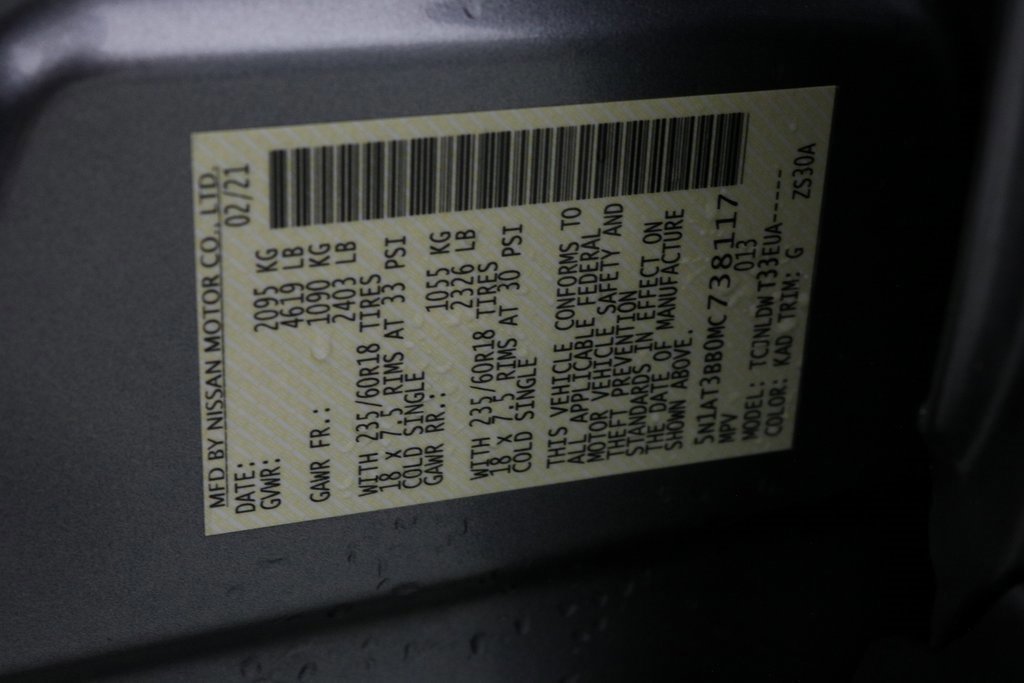 MFD BY NISSAN MOTOR CO., LTD.
DATE: 02/21
GVWR: 2095 KG
4619 LB
GAWR FR.: 1090 KG
2403 LB
WITH 235/60R18 TIRES
18 X 7.5 RIMS AT 33 PSI
COLD SINGLE
GAWR RR.: 1055 KG
2326 LB
WITH 235/60R18 TIRES
18 X 7.5 RIMS AT 30 PSI
COLD SINGLE
THIS VEHICLE CONFORMS TO
ALL APPLICABLE FEDERAL
MOTOR VEHICLE SAFETY AND
THEFT PREVENTION
STANDARDS IN EFFECT ON
THE DATE OF MANUFACTURE
SHOWN ABOVE.
5N1AT3BB0MC738117
MPV 013
MODEL: TCJNLDW T33EUA-----
COLOR: KAD TRIM: G ZS30A